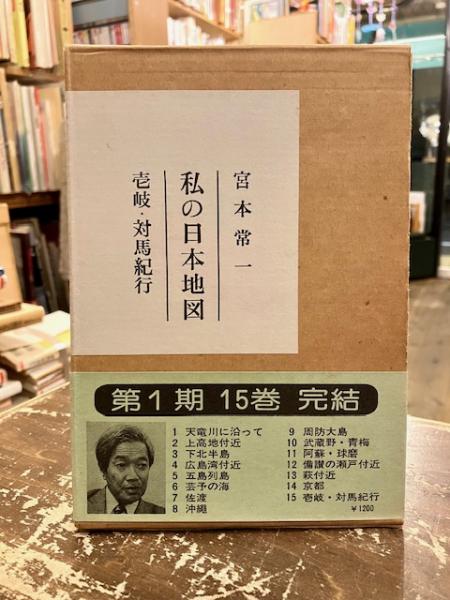 宮本常一
私の日本地図
壱岐・対馬紀行
第1期 15巻 完結
1 天竜川に沿って
2 上高地付近
3 下北半島
4 広島湾付近
5 五島列島
6 芸予の海
7 佐渡
8 沖縄
9 周防大島
10 武蔵野・青梅
11 阿蘇・球磨
12 備讃の瀬戸付近
13 萩付近
14 京都
15 壱岐・対馬紀行
¥1200